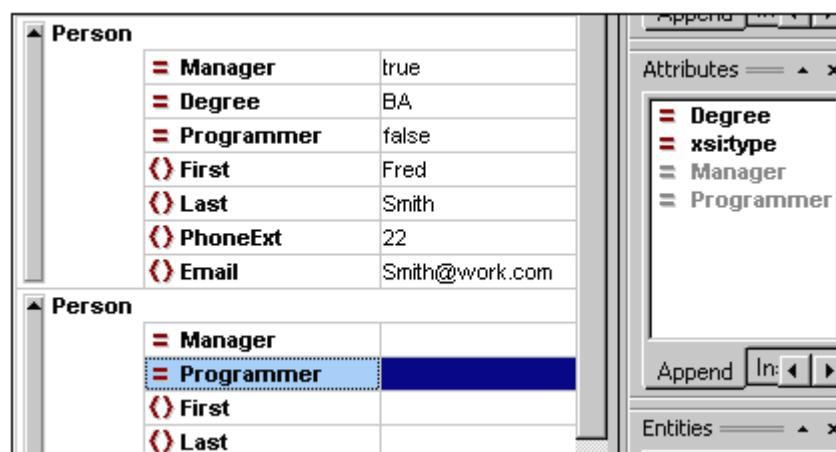 Person
= Manager true
= Degree BA
= Programmer false
() First Fred
() Last Smith
() PhoneExt 22
() Email Smith@work.com
Person
= Manager
= Programmer
() First
() Last
Append
Attributes
= Degree
= xsi:type
= Manager
= Programmer
Append
Entities